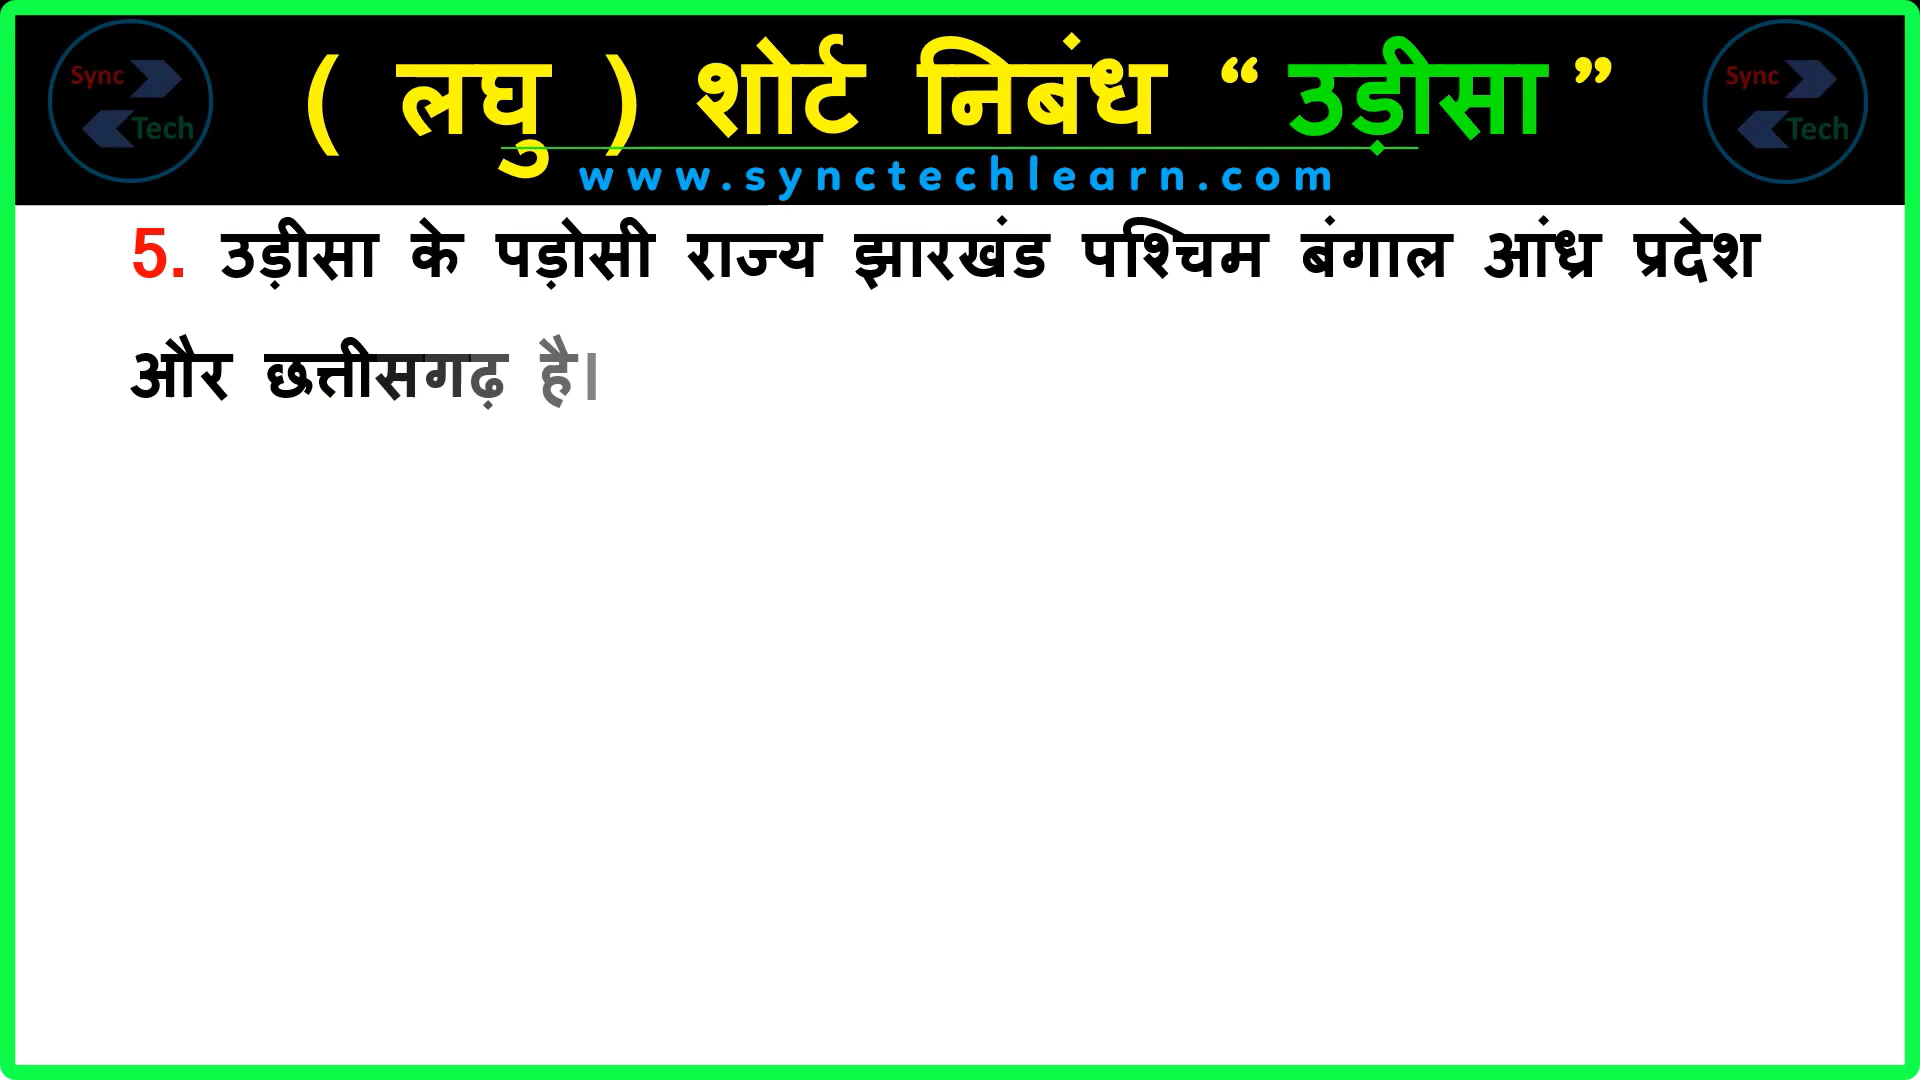 Sync Tech
( लघु ) शोर्ट निबंध “ उड़ीसा ”
Sync Tech
www.synctechlearn.com
5. उड़ीसा के पड़ोसी राज्य झारखंड पश्चिम बंगाल आंध्र प्रदेश
और छत्तीसगढ़ है।